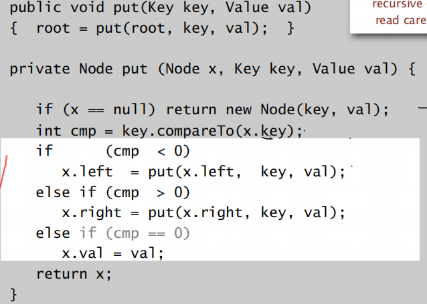 public void put(Key key, Value val)
{ root = put(root, key, val); }
recursive
read care
private Node put (Node x, Key key, Value val) {
if (x == null) return new Node(key, val);
int cmp = key.compareTo(x.key);
if (cmp < 0)
x.left = put(x.left, key, val);
else if (cmp > 0)
x.right = put(x.right, key, val);
else if (cmp == 0)
x.val = val;
return x;
}